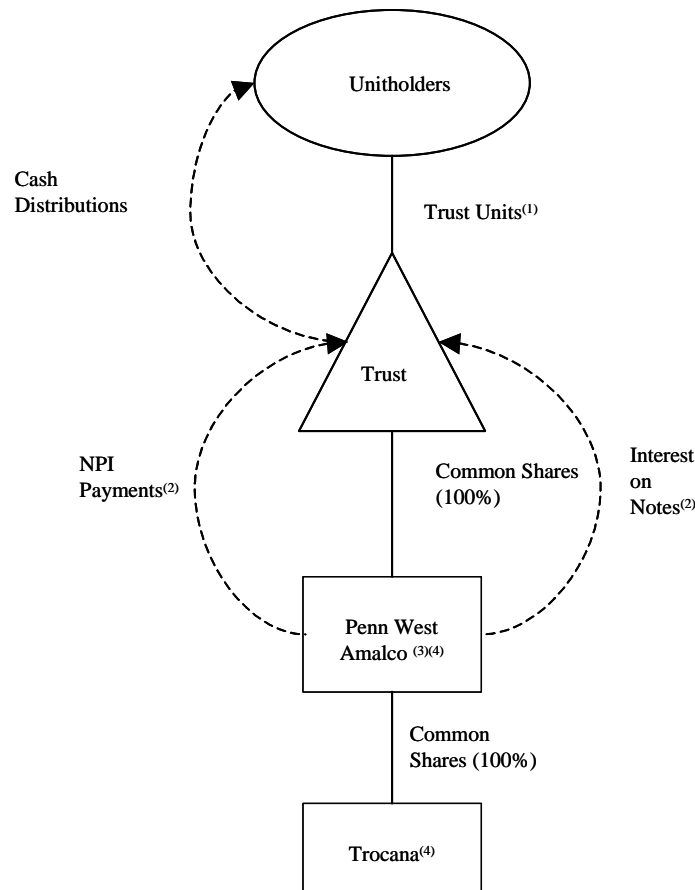 Unitholders
Cash
Distributions
Trust Units(1)
Trust
NPI
Payments(2)
Common Shares
(100%)
Interest
on
Notes(2)
Penn West
Amalco (3)(4)
Common
Shares (100%)
Trocana(4)